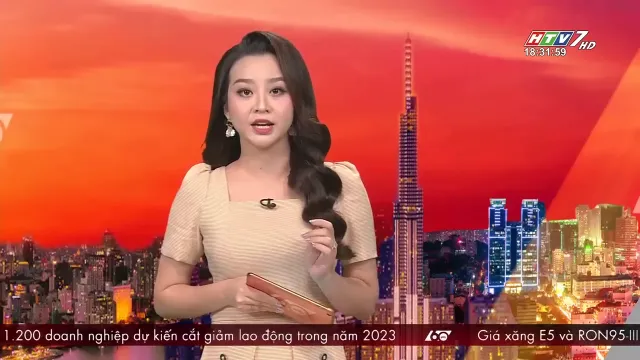 HTV7 HD
18:31:59
1.200 doanh nghiệp dự kiến cắt giảm lao động trong năm 2023 60 Giá xăng E5 và RON95-III